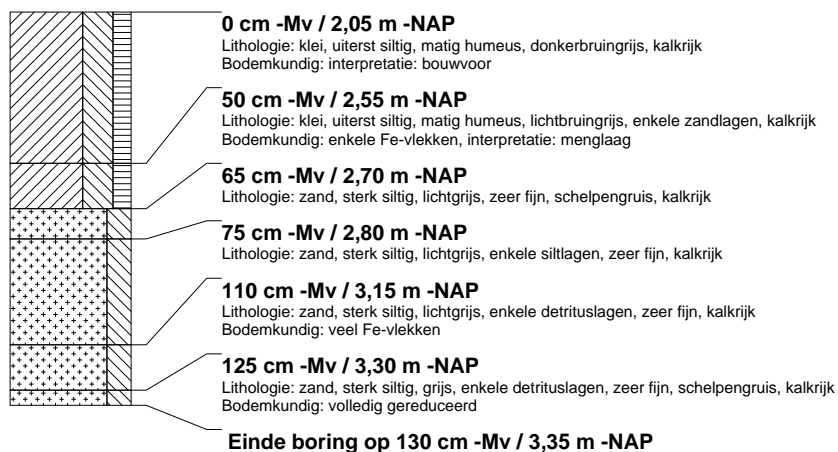 0 cm -Mv / 2,05 m -NAP
Lithologie: klei, uiterst siltig, matig humeus, donkerbruingrijs, kalkrijk
Bodemkundig: interpretatie: bouwvoor
50 cm -Mv / 2,55 m -NAP
Lithologie: klei, uiterst siltig, matig humeus, lichtbruingrijs, enkele zandlagen, kalkrijk
Bodemkundig: enkele Fe-vlekken, interpretatie: menglaag
65 cm -Mv / 2,70 m -NAP
Lithologie: zand, sterk siltig, lichtgrijs, zeer fijn, schelpengruis, kalkrijk
75 cm -Mv / 2,80 m -NAP
Lithologie: zand, sterk siltig, lichtgrijs, enkele siltlagen, zeer fijn, kalkrijk
110 cm -Mv / 3,15 m -NAP
Lithologie: zand, sterk siltig, lichtgrijs, enkele detrituslagen, zeer fijn, kalkrijk
Bodemkundig: veel Fe-vlekken
125 cm -Mv / 3,30 m -NAP
Lithologie: zand, sterk siltig, grijs, enkele detrituslagen, zeer fijn, schelpengruis, kalkrijk
Bodemkundig: volledig gereduceerd
Einde boring op 130 cm -Mv / 3,35 m -NAP